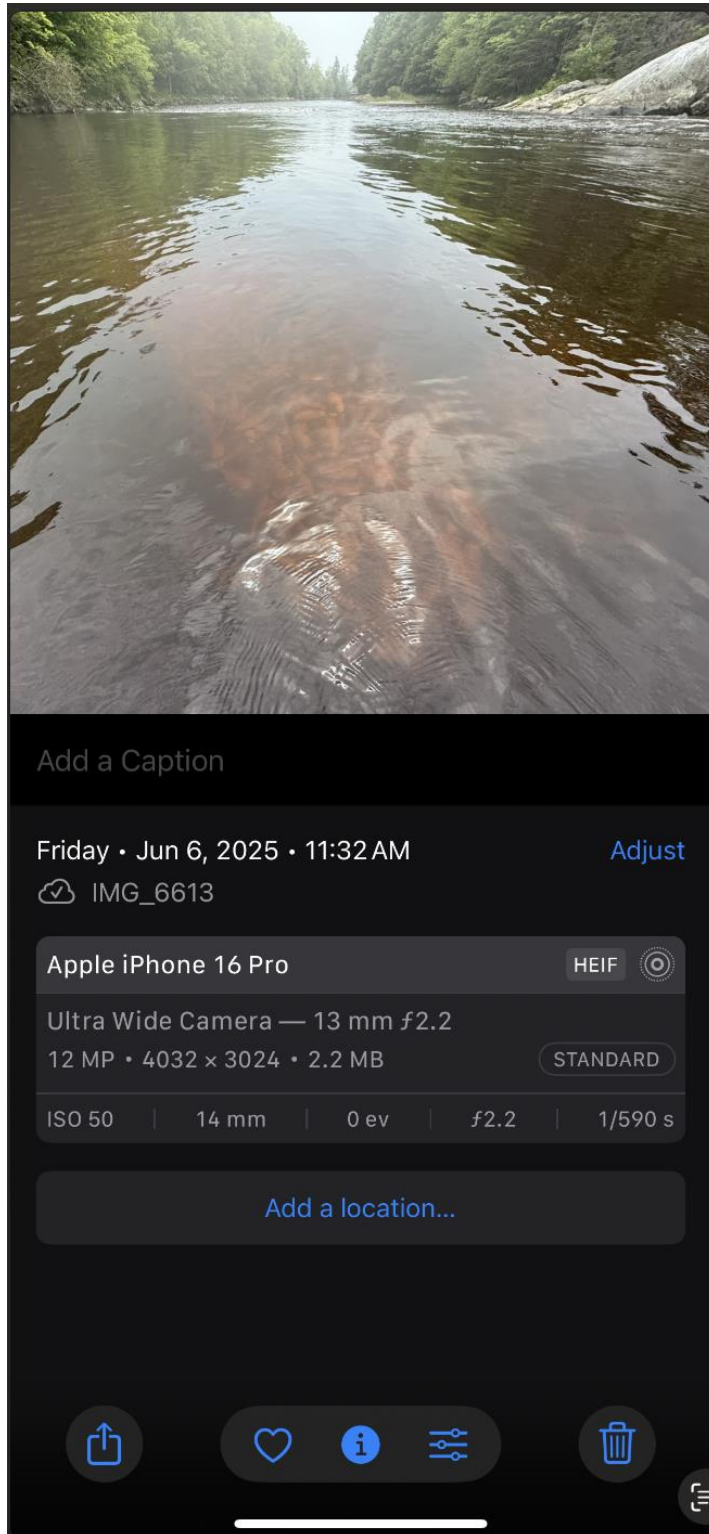 Add a Caption
Friday • Jun 6, 2025 • 11:32 AM
Adjust
IMG_6613
Apple iPhone 16 Pro
HEIF
Ultra Wide Camera — 13 mm ƒ2.2
12 MP • 4032 × 3024 • 2.2 MB
STANDARD
ISO 50 | 14 mm | 0 ev | ƒ2.2 | 1/590 s
Add a location...